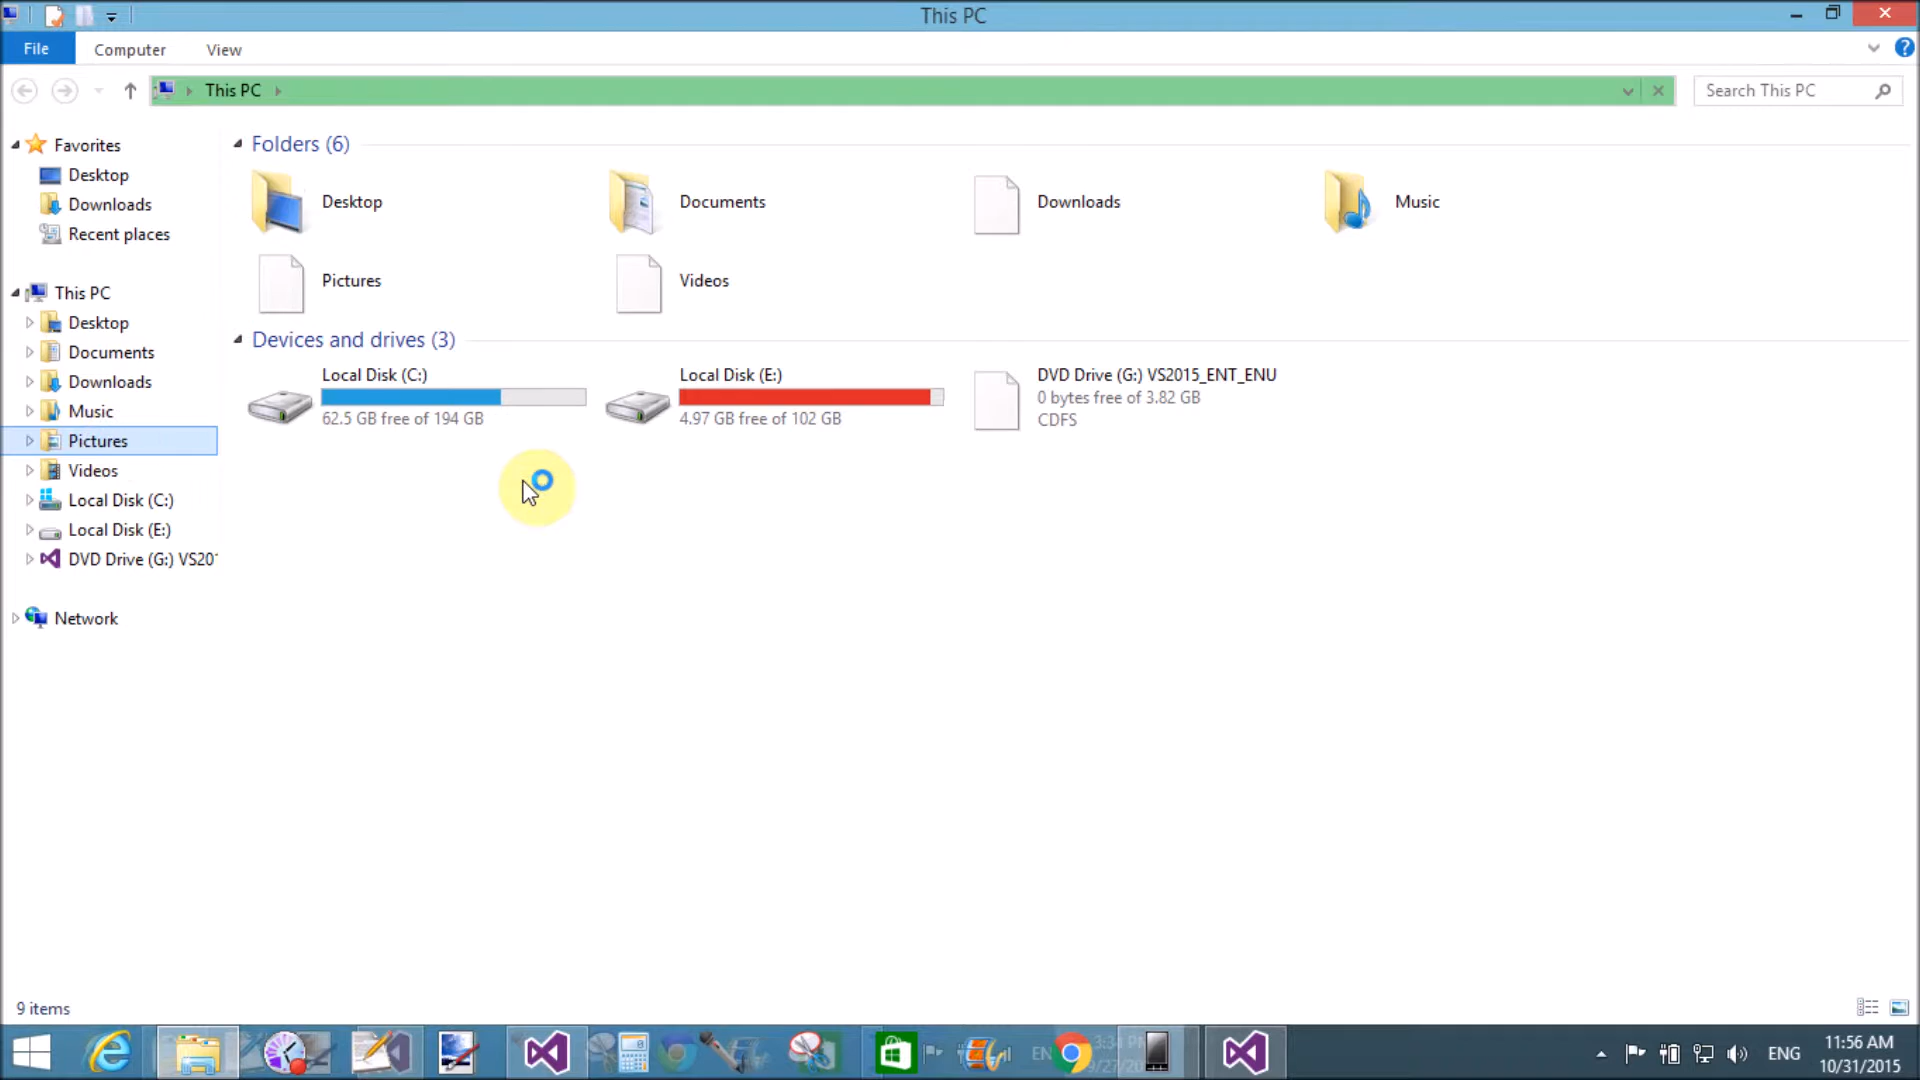 This PC
File
Computer
View
This PC
Search This PC
Favorites
Desktop
Downloads
Recent places
This PC
Desktop
Documents
Downloads
Music
Pictures
Videos
Local Disk (C:)
Local Disk (E:)
DVD Drive (G:) VS201
Network
Folders (6)
Desktop
Documents
Downloads
Music
Pictures
Videos
Devices and drives (3)
Local Disk (C:)
62.5 GB free of 194 GB
Local Disk (E:)
4.97 GB free of 102 GB
DVD Drive (G:) VS2015_ENT_ENU
0 bytes free of 3.82 GB
CDFS
9 items
EN
ENG
11:56 AM
10/31/2015